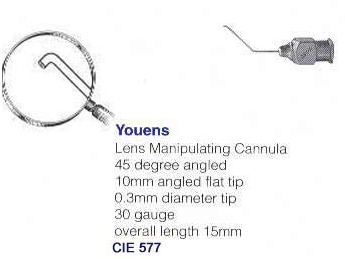 Youens
Lens Manipulating Cannula
45 degree angled
10mm angled flat tip
0.3mm diameter tip
30 gauge
overall length 15mm
CIE 577